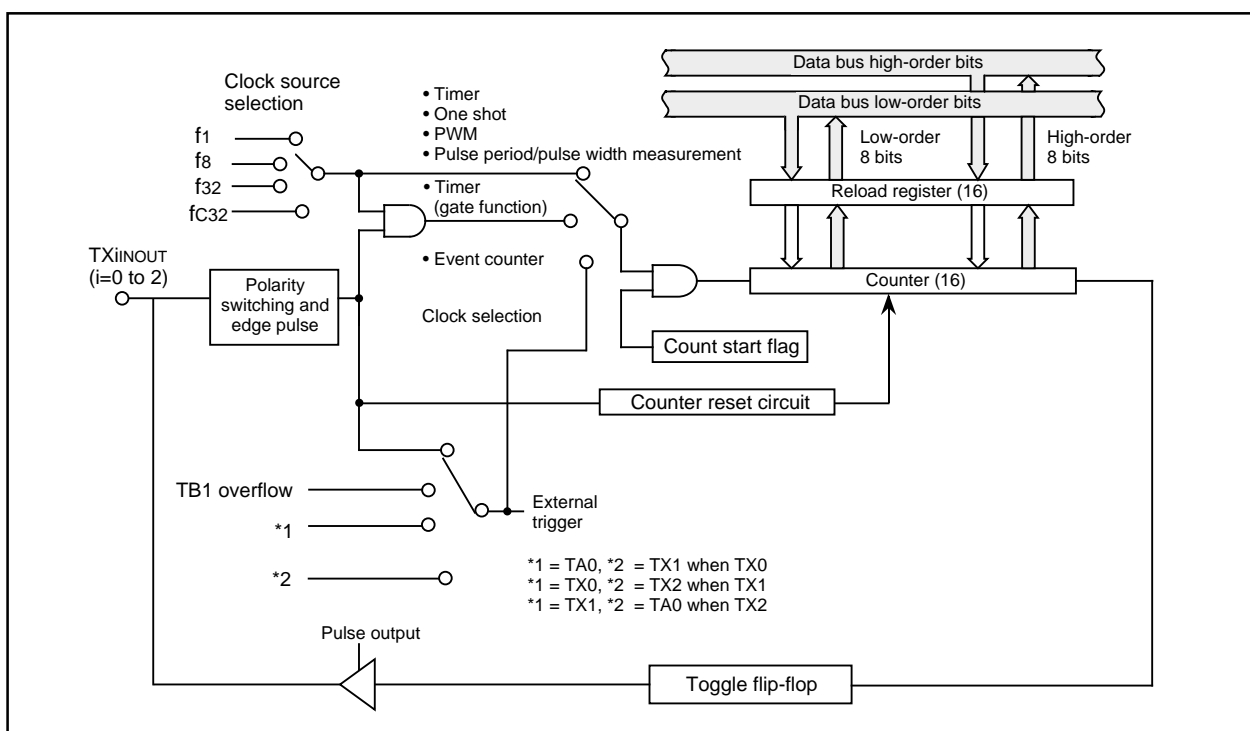 Clock source
selection
f1
f8
f32
fC32
TXiINOUT
(i=0 to 2)
Polarity
switching and
edge pulse
• Timer
• One shot
• PWM
• Pulse period/pulse width measurement
• Timer
(gate function)
• Event counter
Clock selection
Data bus high-order bits
Data bus low-order bits
Low-order
8 bits
High-order
8 bits
Reload register (16)
Counter (16)
Count start flag
Counter reset circuit
TB1 overflow
*1
*2
External
trigger
*1 = TA0, *2 = TX1 when TX0
*1 = TX0, *2 = TX2 when TX1
*1 = TX1, *2 = TA0 when TX2
Pulse output
Toggle flip-flop